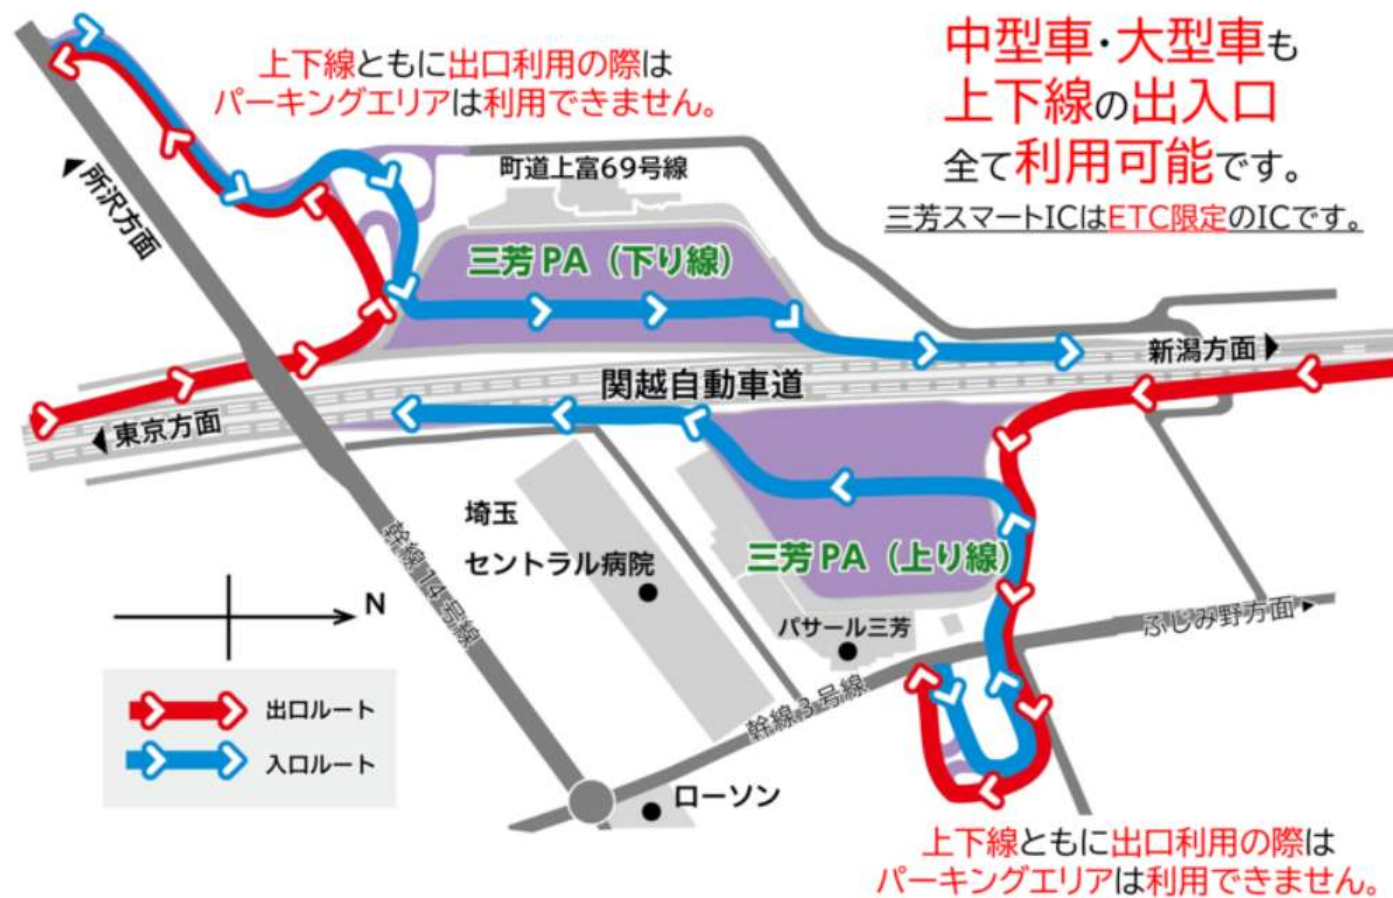 上下線ともに出口利用の際は
パーキングエリアは利用できません。
中型車・大型車も
上下線の出入口
全て利用可能です。
三芳スマートICはETC限定のICです。
町道上富69号線
所沢方面
三芳PA（下り線）
新潟方面
関越自動車道
東京方面
埼玉
セントラル病院
三芳PA（上り線）
幹線14号線
N
パサール三芳
ふじみ野方面
幹線3号線
出口ルート
入口ルート
ローソン
上下線ともに出口利用の際は
パーキングエリアは利用できません。